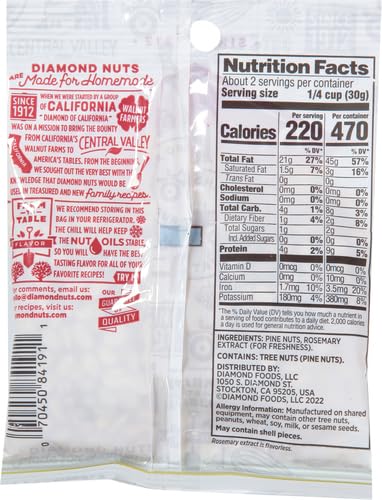 DIAMOND NUTS
ARE Made for Homemade
SINCE
1912
WHEN WE WERE STARTED BY A GROUP
OF CALIFORNIA
WALNUT
FARMERS
"DIAMOND OF CALIFORNIA"
WAS ON A MISSION TO BRING THE BOUNTY
FROM CALIFORNIA'S CENTRAL VALLEY
WALNUT FARMS TO
AMERICA'S TABLES. FROM THE BEGINNING
WE SOUGHT OUT THE VERY BEST WITH THE
KNOWLEDGE THAT DIAMOND NUTS WOULD BE
USED IN TREASURED AND NEW family recipes.
TABLE
FLAVOR
WE RECOMMEND STORING IN THIS
BAG IN YOUR REFRIGERATOR.
THE CHILL WILL HELP KEEP
THE NUT OILS STABLE,
SO YOU WILL HAVE THE BEST
TASTING FLAVOR FOR ALL OF YOUR
FAVORITE RECIPES!
TRY
OUR
QUALITY
comments, email us:
@diamondnuts.com
recipes, visit us:
mondnuts.com
0 70450 84191 1
Nutrition Facts
About 2 servings per container
Serving size 1/4 cup (30g)
Per serving Per container
Calories 220 470
% DV* % DV*
Total Fat 21g 27% 45g 57%
Saturated Fat 1.5g 7% 3g 16%
Trans Fat 0g 0g
Cholesterol 0mg 0% 0mg 0%
Sodium 0mg 0% 0mg 0%
Total Carb. 4g 1% 8g 3%
Dietary Fiber 1g 4% 2g 8%
Total Sugars 1g 2g
Incl. Added Sugars 0g 0% 0g 0%
Protein 4g 2% 9g 5%
Vitamin D 0mcg 0% 0mcg 0%
Calcium 0mg 0% 10mg 0%
Iron 1.7mg 10% 3.5mg 20%
Potassium 180mg 4% 380mg 8%
*The % Daily Value (DV) tells you how much a nutrient in
a serving of food contributes to a daily diet. 2,000 calories
a day is used for general nutrition advice.
INGREDIENTS: PINE NUTS, ROSEMARY
EXTRACT (FOR FRESHNESS).
CONTAINS: TREE NUTS (PINE NUTS).
DISTRIBUTED BY:
DIAMOND FOODS, LLC
1050 S. DIAMOND ST.
STOCKTON, CA 95205, USA
©DIAMOND FOODS, LLC 2022
Allergy Information: Manufactured on shared
equipment, may contain other tree nuts,
peanuts, wheat, soy, milk, or sesame seeds.
May contain shell pieces.
Rosemary extract is flavorless.